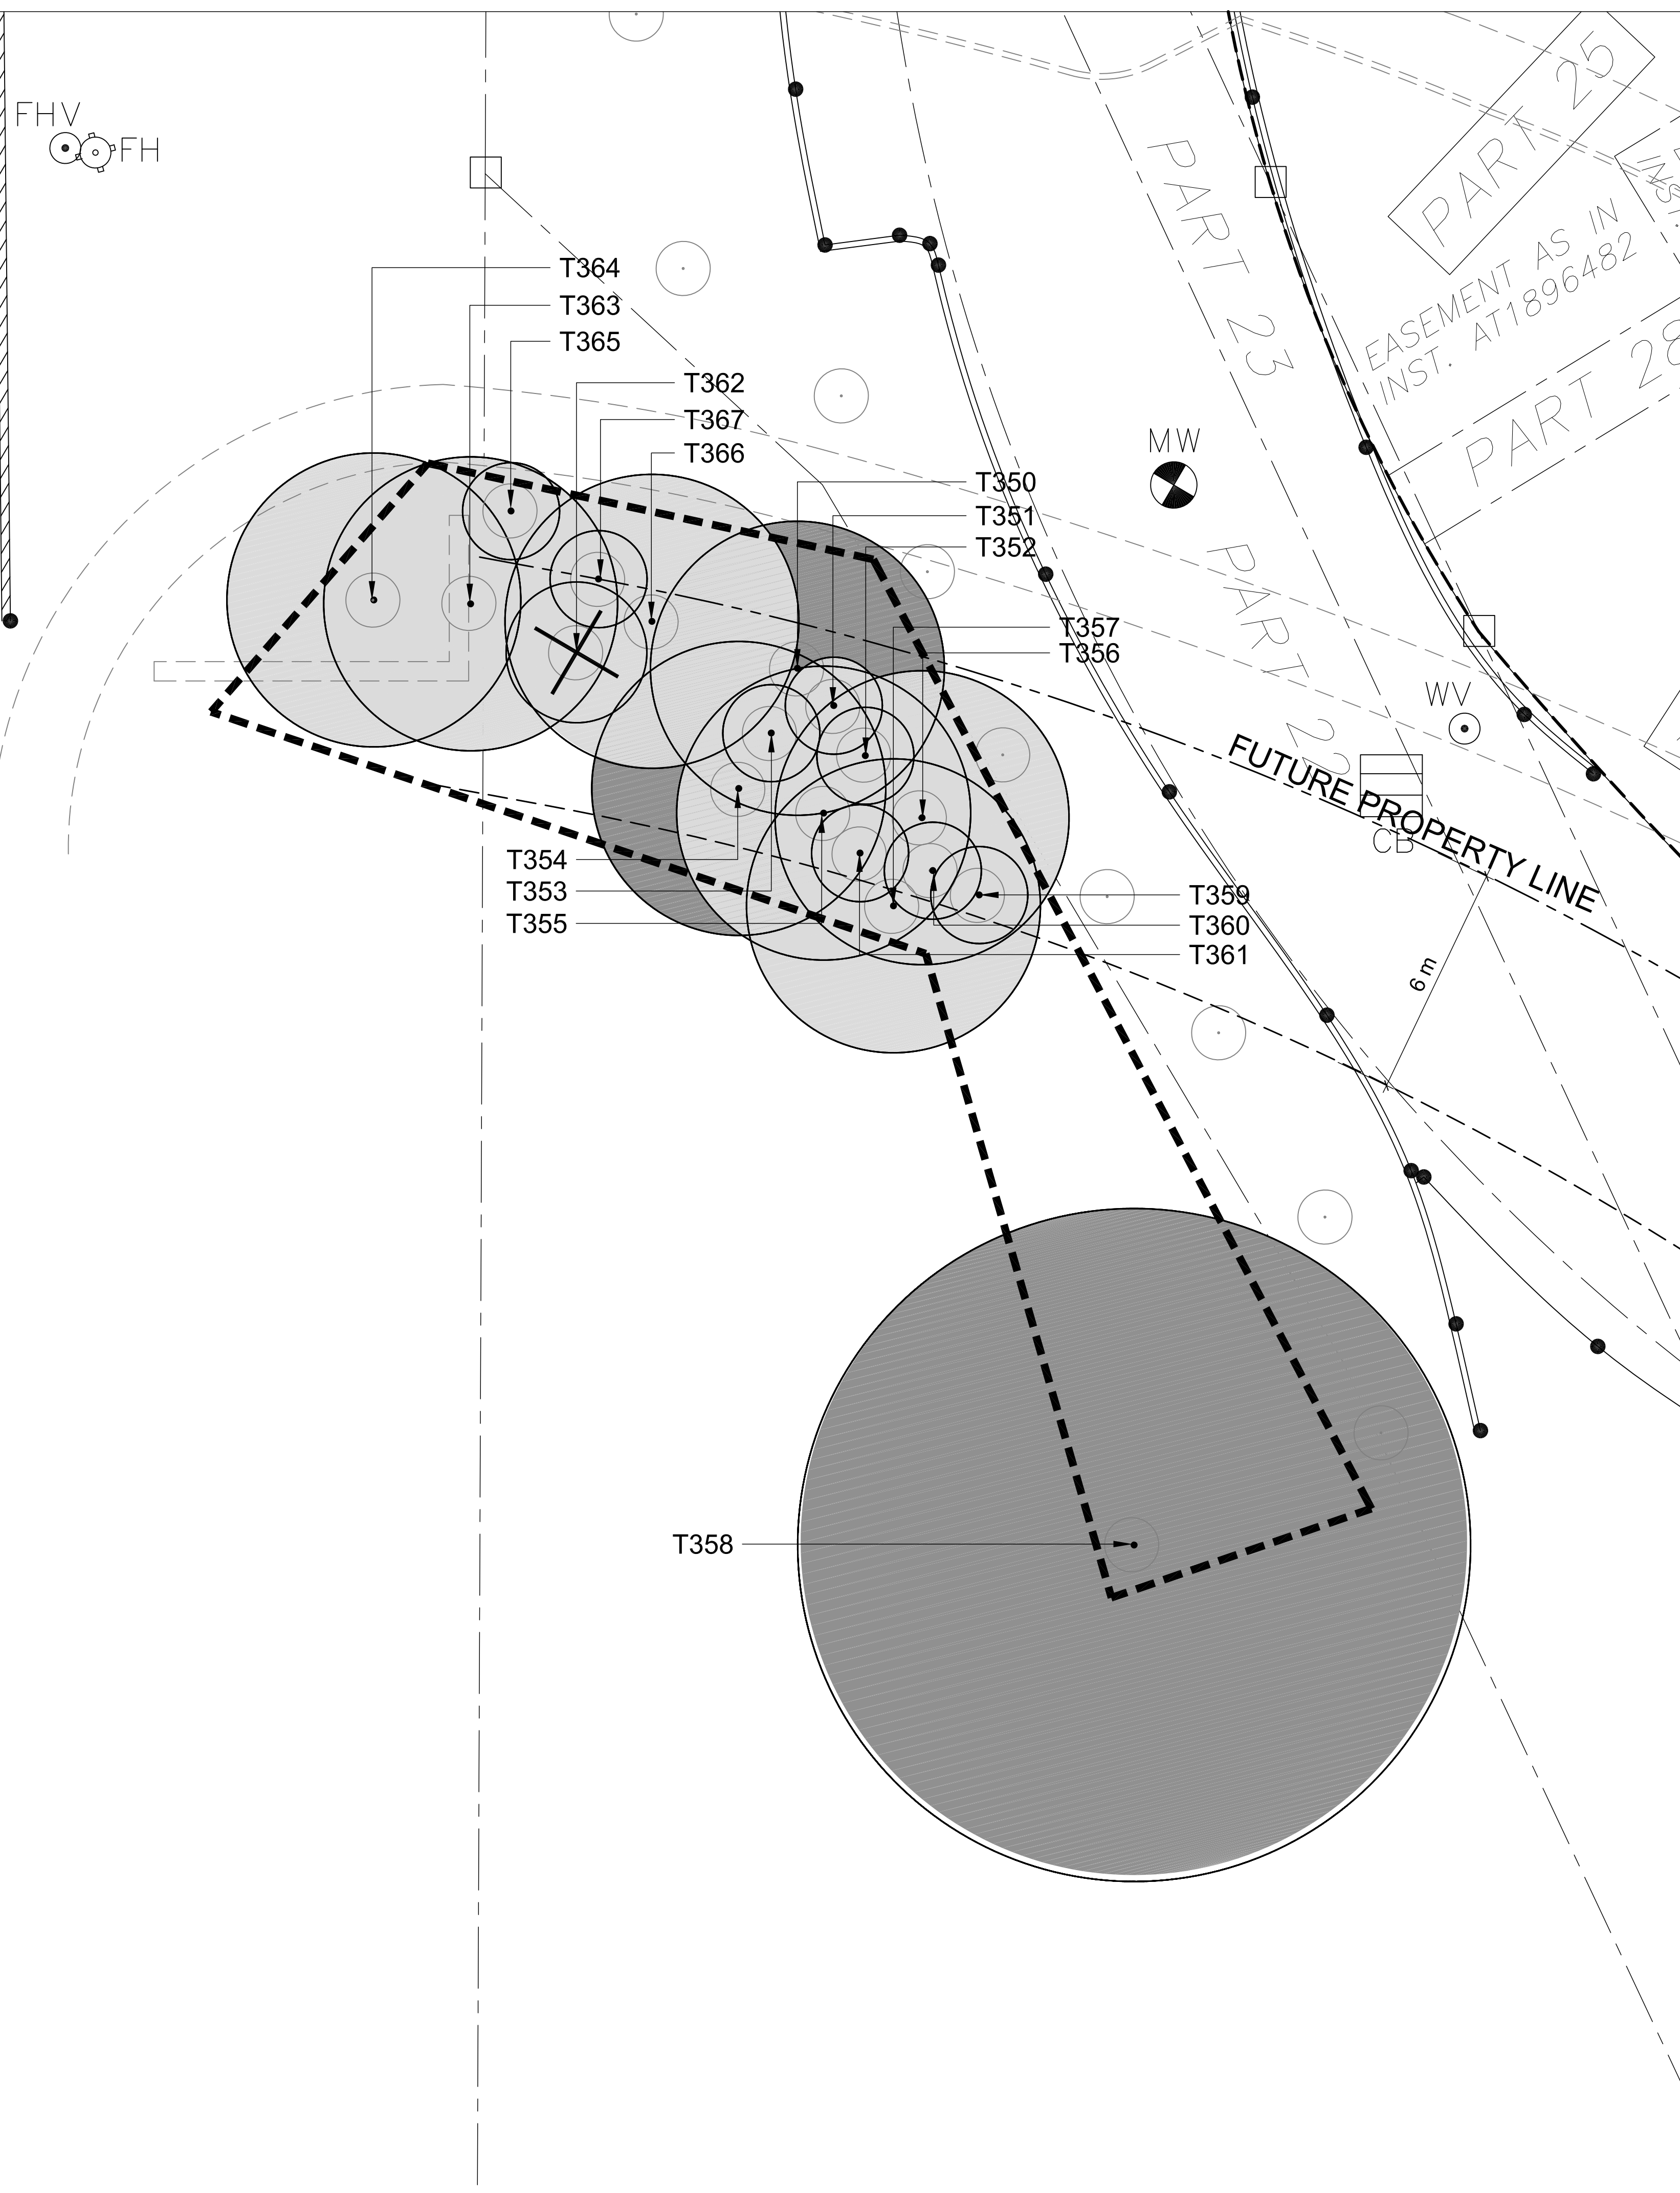 PART 25
FHV
FH
PART 23
EASEMENT AS IN
INST. AT1896482
T364
T363
T365
PART 28
T362
T367
T366
MW
T350
T351
T352
T357
T356
PART 22
WV
FUTURE PROPERTY LINE
CB
T354
T353
T355
T359
T360
T361
6 m
T358